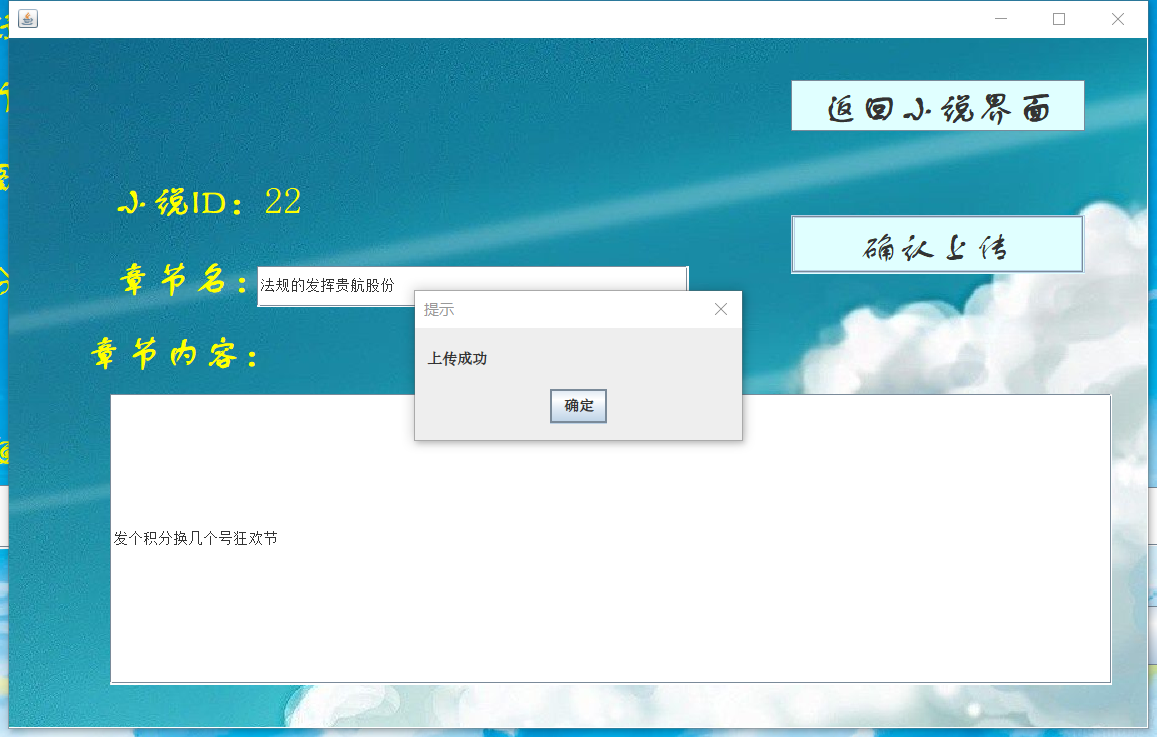 返回小说界面
小说ID：22
确认上传
章节名：
法规的发挥贵航股份
提示
上传成功
确定
章节内容：
发个积分换几个号狂欢节